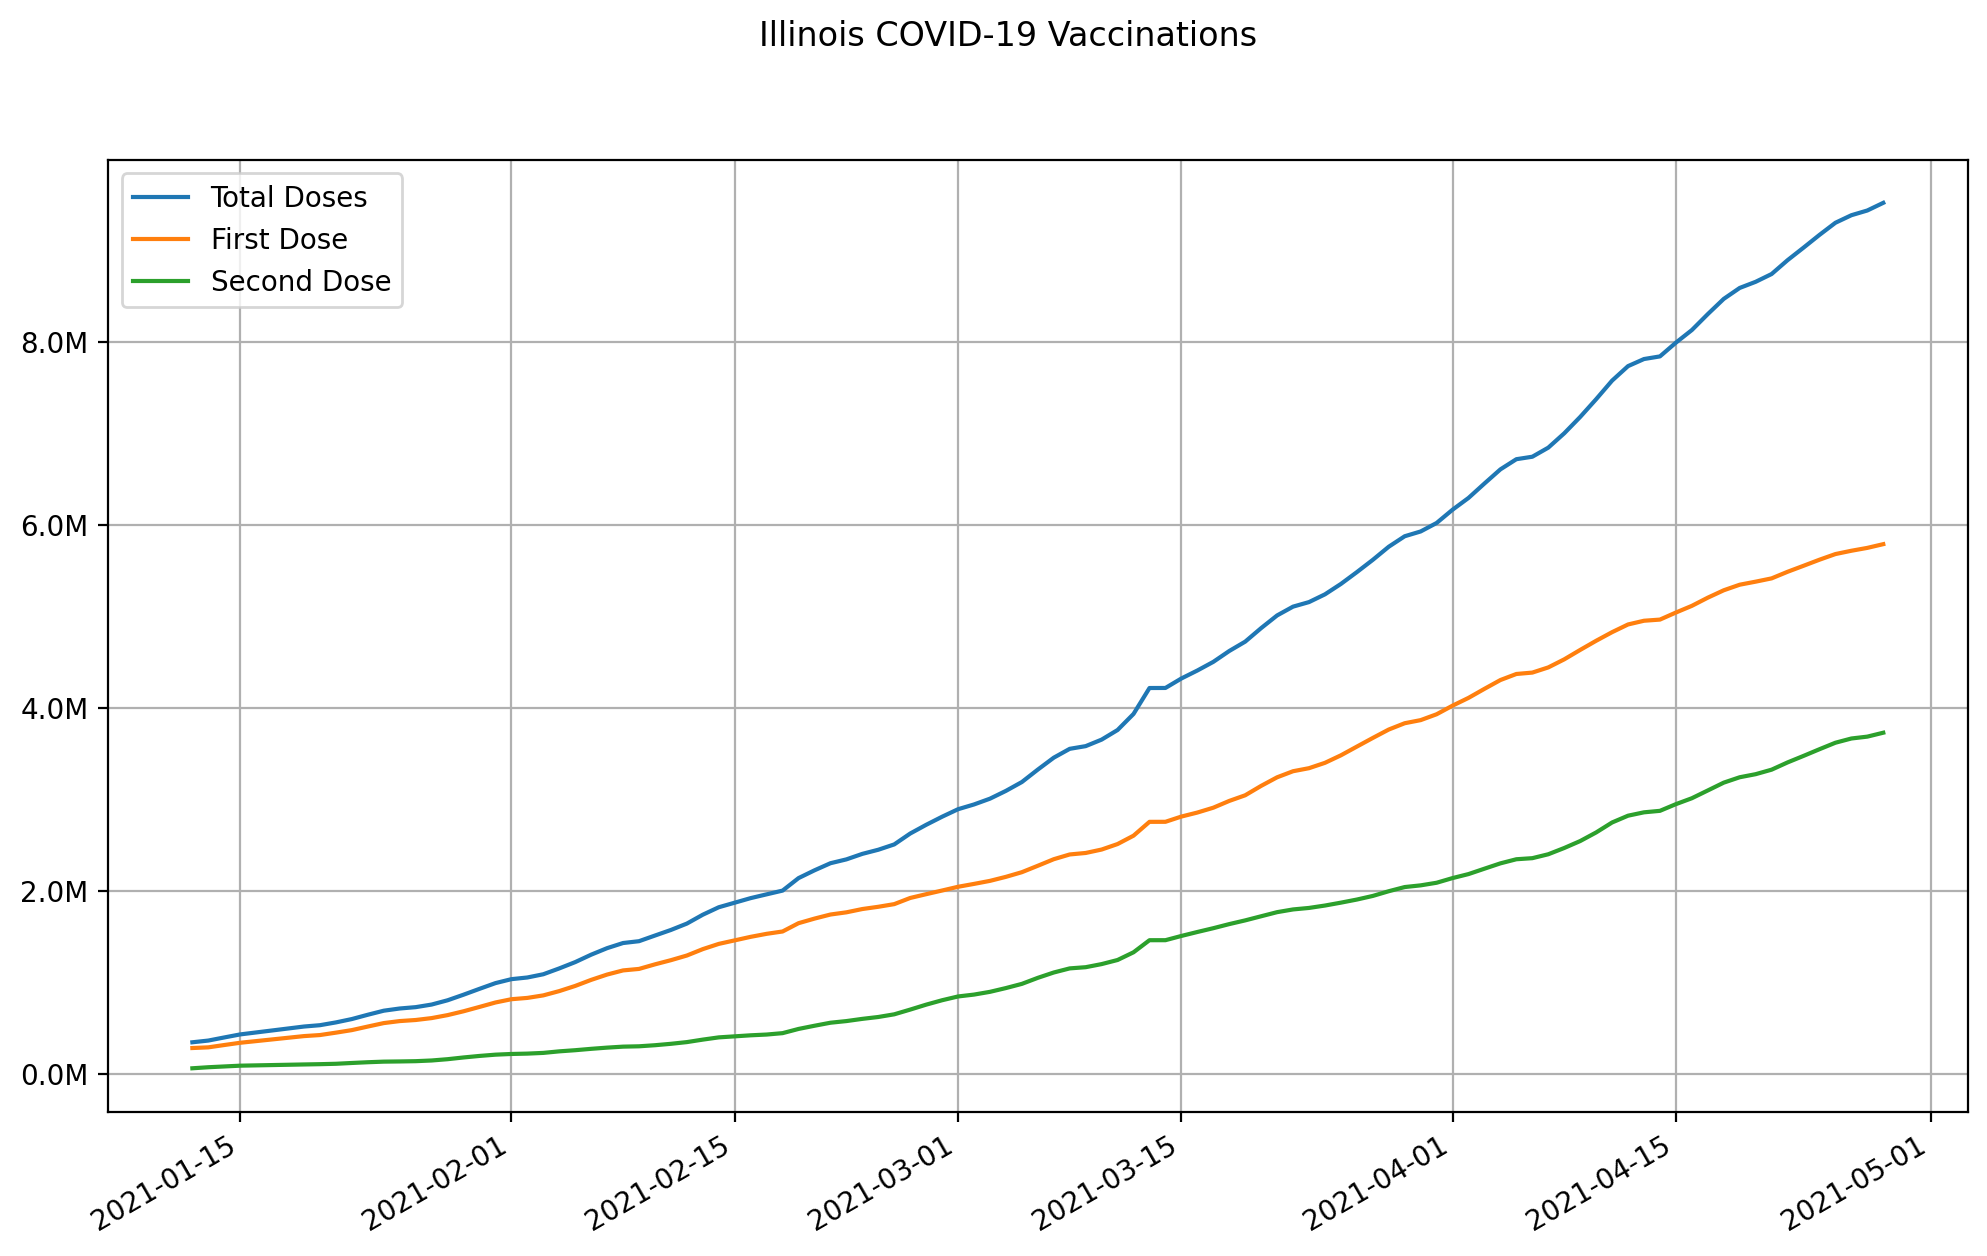 Illinois COVID-19 Vaccinations
Total Doses
First Dose
Second Dose
8.0M
6.0M
4.0M
2.0M
0.0M
2021-01-15
2021-02-01
2021-02-15
2021-03-01
2021-03-15
2021-04-01
2021-04-15
2021-05-01